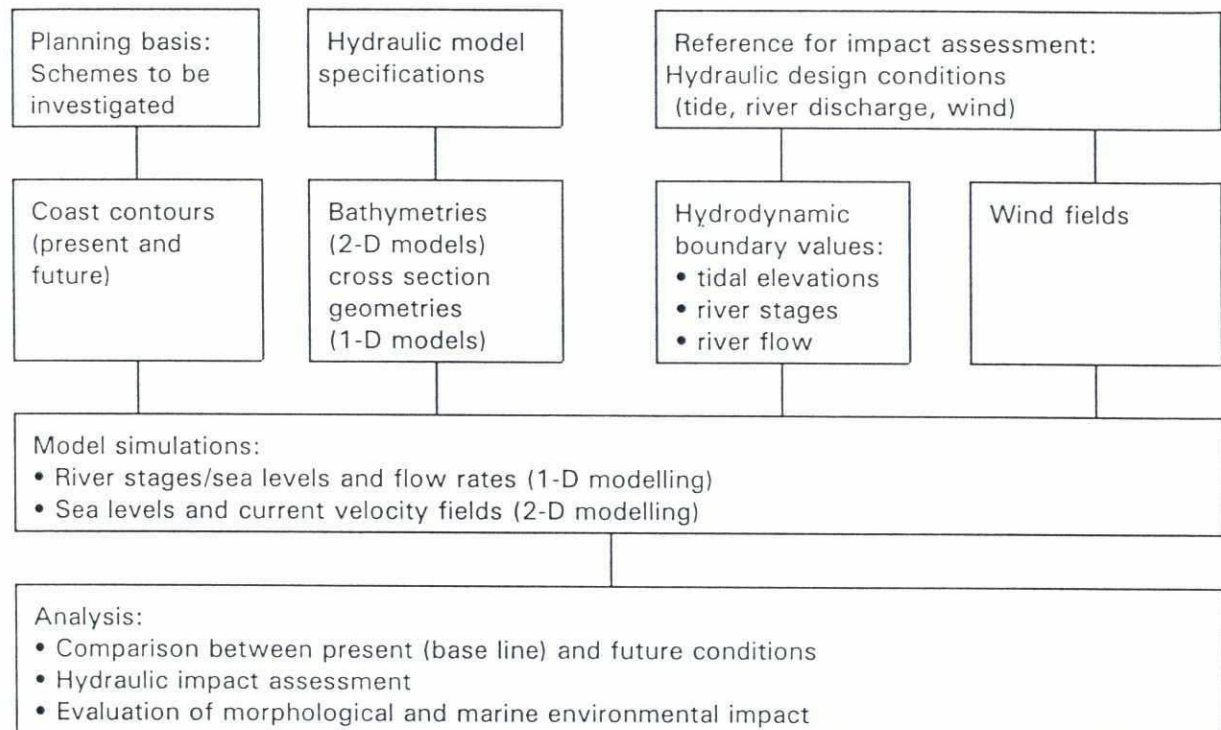 Planning basis:
Schemes to be
investigated
Hydraulic model
specifications
Reference for impact assessment:
Hydraulic design conditions
(tide, river discharge, wind)
Coast contours
(present and
future)
Bathymetries
(2-D models)
cross section
geometries
(1-D models)
Hydrodynamic
boundary values:
• tidal elevations
• river stages
• river flow
Wind fields
Model simulations:
• River stages/sea levels and flow rates (1-D modelling)
• Sea levels and current velocity fields (2-D modelling)
Analysis:
• Comparison between present (base line) and future conditions
• Hydraulic impact assessment
• Evaluation of morphological and marine environmental impact